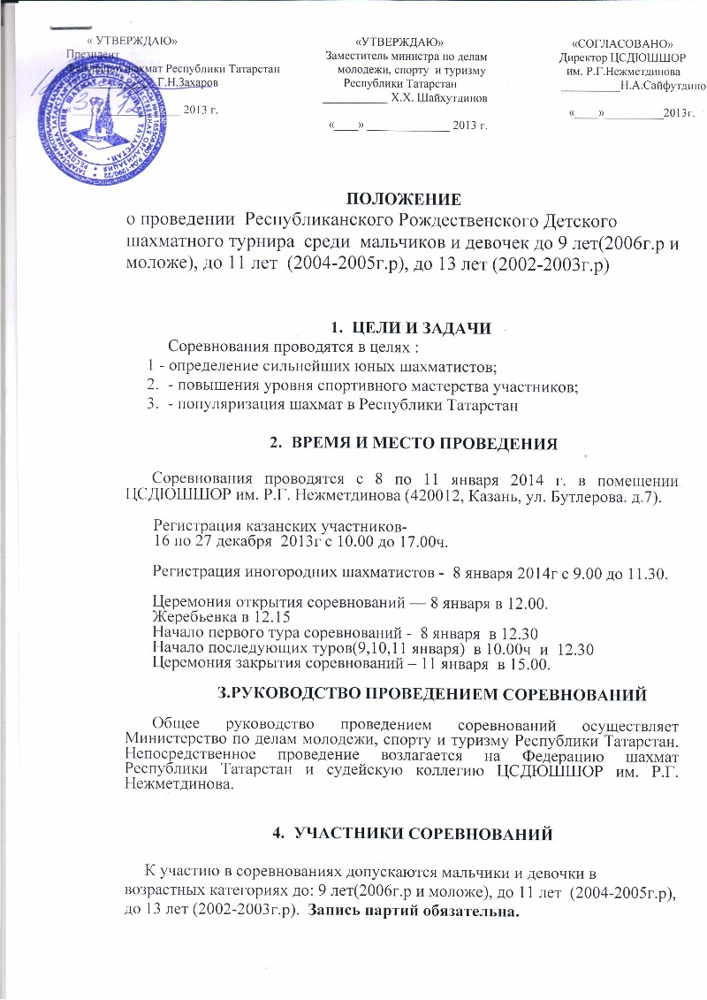 « УТВЕРЖДАЮ»
Президент
Федерации шахмат Республики Татарстан
Г.Н.Захаров
2013 г.
«УТВЕРЖДАЮ»
Заместитель министра по делам
молодежи, спорту и туризму
Республики Татарстан
___________ Х.Х. Шайхутдинов
«____» ______________ 2013 г.
«СОГЛАСОВАНО»
Директор ЦСДЮШШОР
им. Р.Г.Нежметдинова
__________Н.А.Сайфутдино
«____»__________2013г.
ПОЛОЖЕНИЕ
о проведении Республиканского Рождественского Детского
шахматного турнира среди мальчиков и девочек до 9 лет(2006г.р и
моложе), до 11 лет (2004-2005г.р), до 13 лет (2002-2003г.р)
1. ЦЕЛИ И ЗАДАЧИ
Соревнования проводятся в целях :
1 - определение сильнейших юных шахматистов;
2. - повышения уровня спортивного мастерства участников;
3. - популяризация шахмат в Республики Татарстан
2. ВРЕМЯ И МЕСТО ПРОВЕДЕНИЯ
Соревнования проводятся с 8 по 11 января 2014 г. в помещении
ЦСДЮШШОР им. Р.Г. Нежметдинова (420012, Казань, ул. Бутлерова. д.7).
Регистрация казанских участников-
16 по 27 декабря 2013г с 10.00 до 17.00ч.
Регистрация иногородних шахматистов - 8 января 2014г с 9.00 до 11.30.
Церемония открытия соревнований — 8 января в 12.00.
Жеребьевка в 12.15
Начало первого тура соревнований - 8 января в 12.30
Начало последующих туров(9,10,11 января) в 10.00ч и 12.30
Церемония закрытия соревнований – 11 января в 15.00.
3.РУКОВОДСТВО ПРОВЕДЕНИЕМ СОРЕВНОВАНИЙ
Общее руководство проведением соревнований осуществляет
Министерство по делам молодежи, спорту и туризму Республики Татарстан.
Непосредственное проведение возлагается на Федерацию шахмат
Республики Татарстан и судейскую коллегию ЦСДЮШШОР им. Р.Г.
Нежметдинова.
4. УЧАСТНИКИ СОРЕВНОВАНИЙ
К участию в соревнованиях допускаются мальчики и девочки в
возрастных категориях до: 9 лет(2006г.р и моложе), до 11 лет (2004-2005г.р),
до 13 лет (2002-2003г.р). Запись партий обязательна.